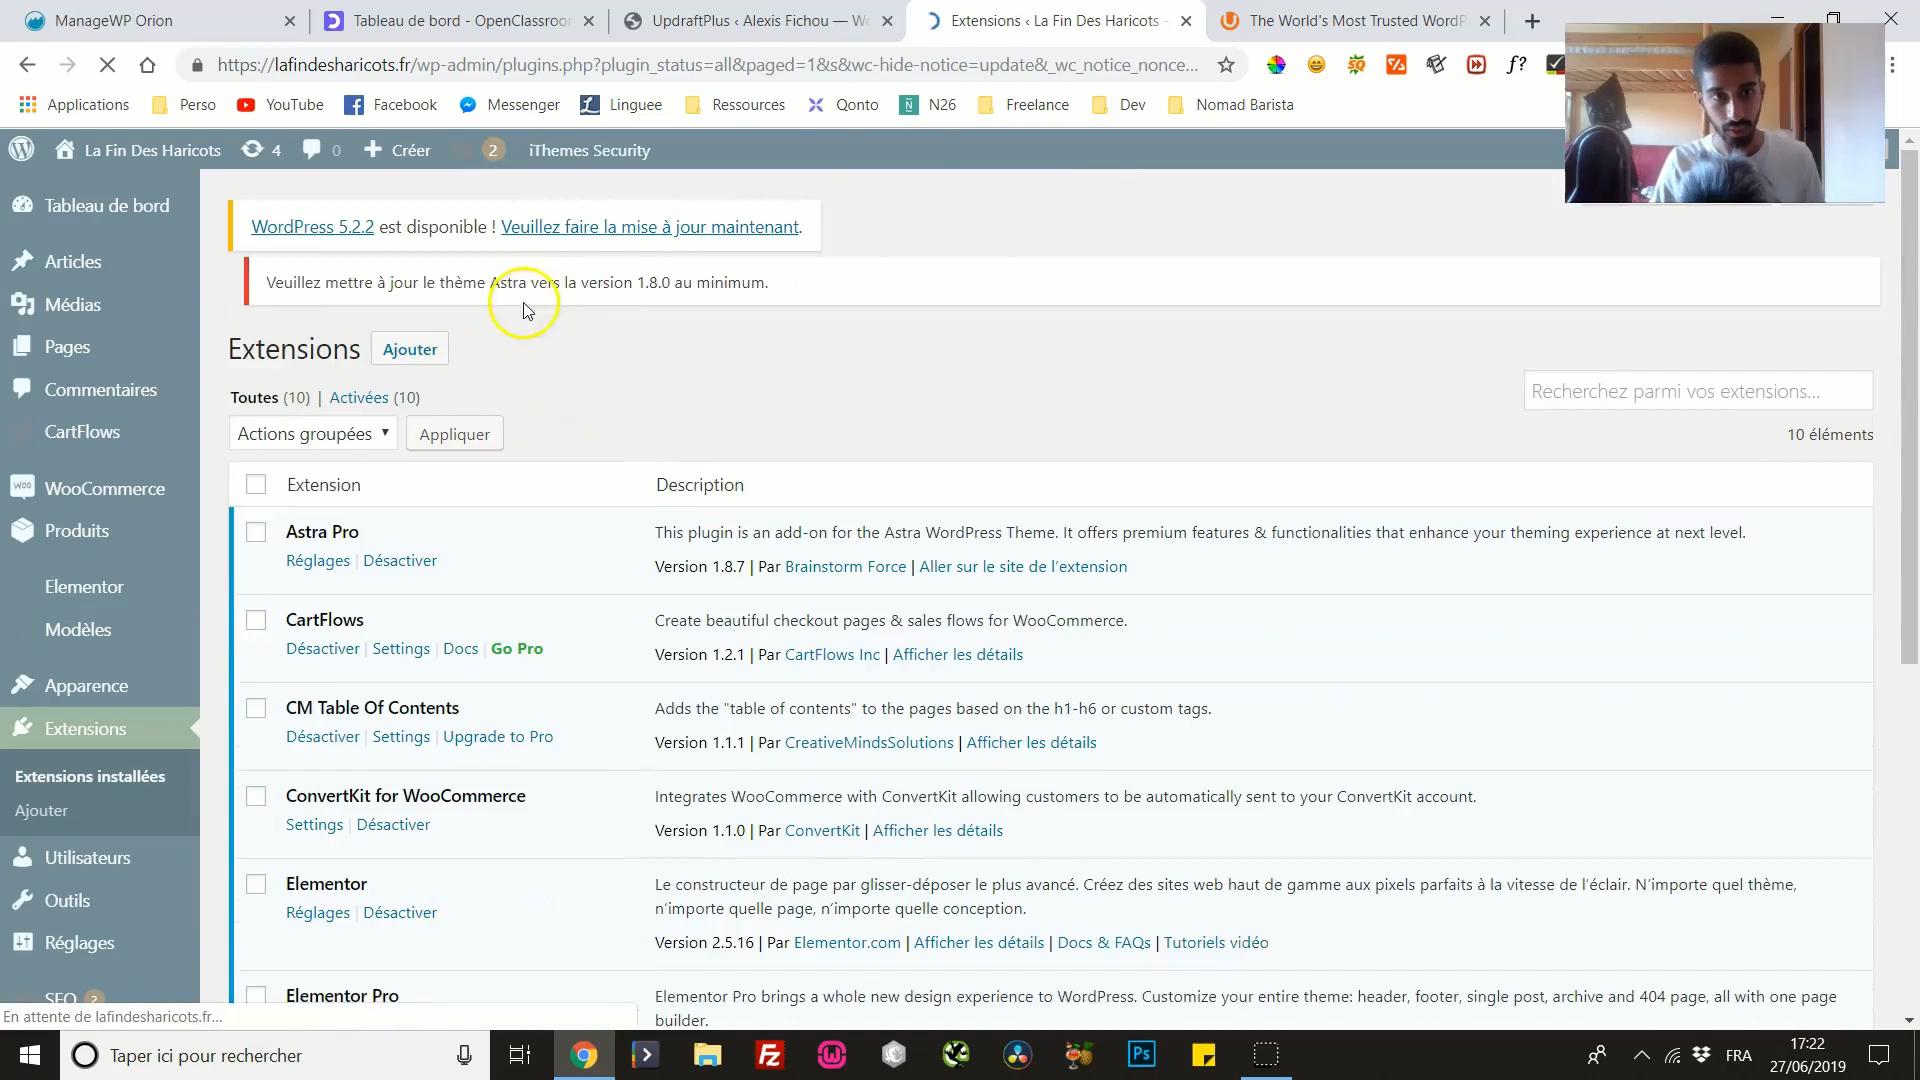 ManageWP Orion
Tableau de bord - OpenClassroo
UpdraftPlus ‹ Alexis Fichou — W
Extensions ‹ La Fin Des Haricots -
The World's Most Trusted WordP
https://lafindesharicots.fr/wp-admin/plugins.php?plugin_status=all&paged=1&s&wc-hide-notice=update&_wc_notice_nonce...
Applications
Perso
YouTube
Facebook
Messenger
Linguee
Ressources
Qonto
N26
Freelance
Dev
Nomad Barista
La Fin Des Haricots
4
0
Créer
2
iThemes Security
Tableau de bord
Articles
Médias
Pages
Commentaires
CartFlows
WooCommerce
Produits
Elementor
Modèles
Apparence
Extensions
Extensions installées
Ajouter
Utilisateurs
Outils
Réglages
SEO 2
WordPress 5.2.2 est disponible ! Veuillez faire la mise à jour maintenant.
Veuillez mettre à jour le thème Astra vers la version 1.8.0 au minimum.
Extensions Ajouter
Toutes (10) | Activées (10)
Recherchez parmi vos extensions...
Actions groupées Appliquer
10 éléments
Extension Description
Astra Pro
Réglages | Désactiver
This plugin is an add-on for the Astra WordPress Theme. It offers premium features & functionalities that enhance your theming experience at next level.
Version 1.8.7 | Par Brainstorm Force | Aller sur le site de l’extension
CartFlows
Désactiver | Settings | Docs | Go Pro
Create beautiful checkout pages & sales flows for WooCommerce.
Version 1.2.1 | Par CartFlows Inc | Afficher les détails
CM Table Of Contents
Désactiver | Settings | Upgrade to Pro
Adds the "table of contents" to the pages based on the h1-h6 or custom tags.
Version 1.1.1 | Par CreativeMindsSolutions | Afficher les détails
ConvertKit for WooCommerce
Settings | Désactiver
Integrates WooCommerce with ConvertKit allowing customers to be automatically sent to your ConvertKit account.
Version 1.1.0 | Par ConvertKit | Afficher les détails
Elementor
Réglages | Désactiver
Le constructeur de page par glisser-déposer le plus avancé. Créez des sites web haut de gamme aux pixels parfaits à la vitesse de l’éclair. N’importe quel thème,
n’importe quelle page, n’importe quelle conception.
Version 2.5.16 | Par Elementor.com | Afficher les détails | Docs & FAQs | Tutoriels vidéo
Elementor Pro
Elementor Pro brings a whole new design experience to WordPress. Customize your entire theme: header, footer, single post, archive and 404 page, all with one page
builder.
En attente de lafindesharicots.fr...
Taper ici pour rechercher
FRA
17:22
27/06/2019